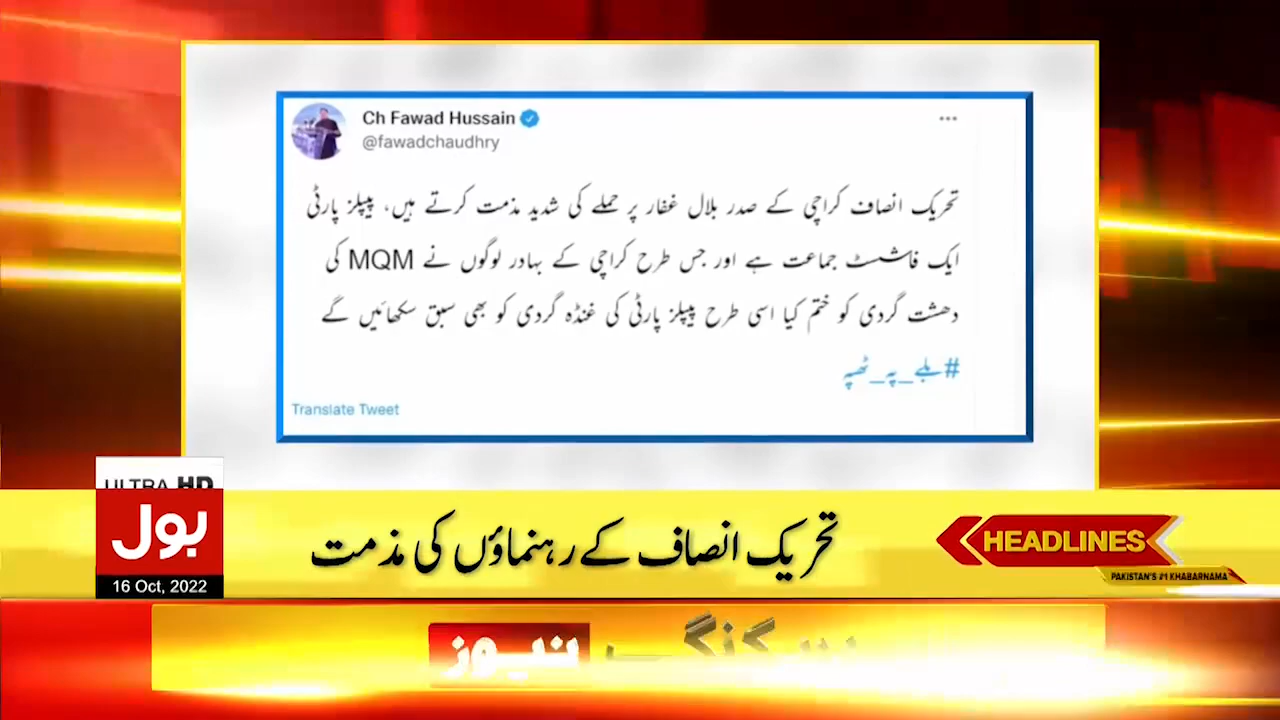 Ch Fawad Hussain
@fawadchaudhry
تحریک انصاف کراچی کے صدر بلال غفار پر حملے کی شدید مذمت کرتے ہیں، پیپلز پارٹی
ایک فاشسٹ جماعت ہے اور جس طرح کراچی کے بہادر لوگوں نے MQM کی
دھشت گردی کو ختم کیا اسی طرح پیپلز پارٹی کی غنڈہ گردی کو بھی سبق سکھائیں گے
#بلے_پہ_ٹھپہ
Translate Tweet
ULTRA HD
بول
16 Oct, 2022
تحریک انصاف کے رہنماؤں کی مذمت
HEADLINES
PAKISTAN'S #1 KHABARNAMA
نیوز